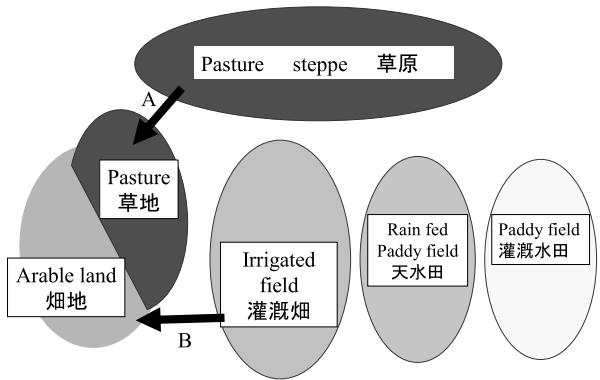 Pasture steppe 草原
A
Pasture
草地
Arable land
畑地
B
Irrigated
field
灌漑畑
Rain fed
Paddy field
天水田
Paddy field
灌漑水田